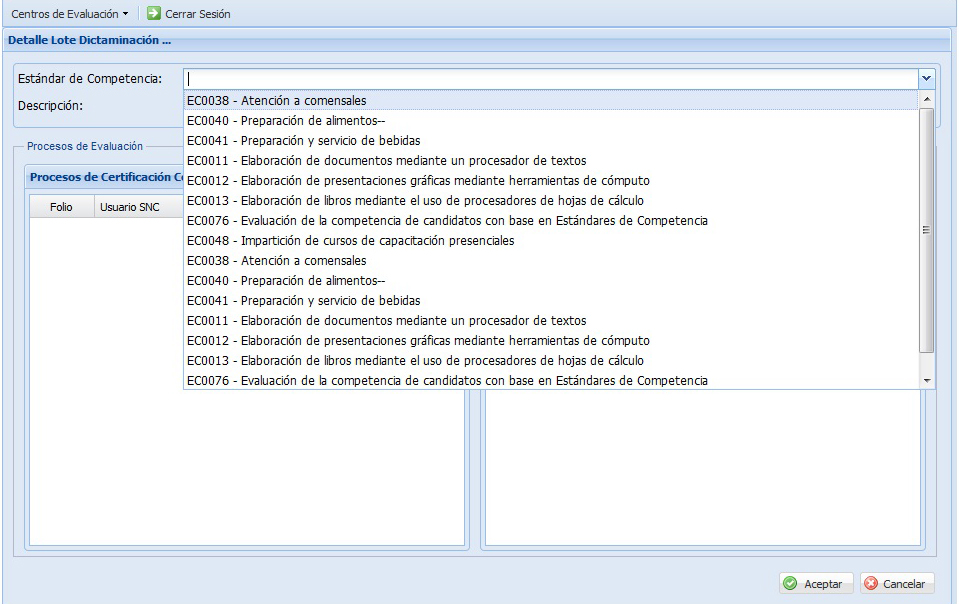 Centros de Evaluación
Cerrar Sesión
Detalle Lote Dictaminación ...
Estándar de Competencia:
Descripción:
EC0038 - Atención a comensales
EC0040 - Preparación de alimentos--
EC0041 - Preparación y servicio de bebidas
EC0011 - Elaboración de documentos mediante un procesador de textos
EC0012 - Elaboración de presentaciones gráficas mediante herramientas de cómputo
EC0013 - Elaboración de libros mediante el uso de procesadores de hojas de cálculo
EC0076 - Evaluación de la competencia de candidatos con base en Estándares de Competencia
EC0048 - Impartición de cursos de capacitación presenciales
EC0038 - Atención a comensales
EC0040 - Preparación de alimentos--
EC0041 - Preparación y servicio de bebidas
EC0011 - Elaboración de documentos mediante un procesador de textos
EC0012 - Elaboración de presentaciones gráficas mediante herramientas de cómputo
EC0013 - Elaboración de libros mediante el uso de procesadores de hojas de cálculo
EC0076 - Evaluación de la competencia de candidatos con base en Estándares de Competencia
Procesos de Evaluación
Procesos de Certificación
Folio
Usuario SNC
Aceptar
Cancelar